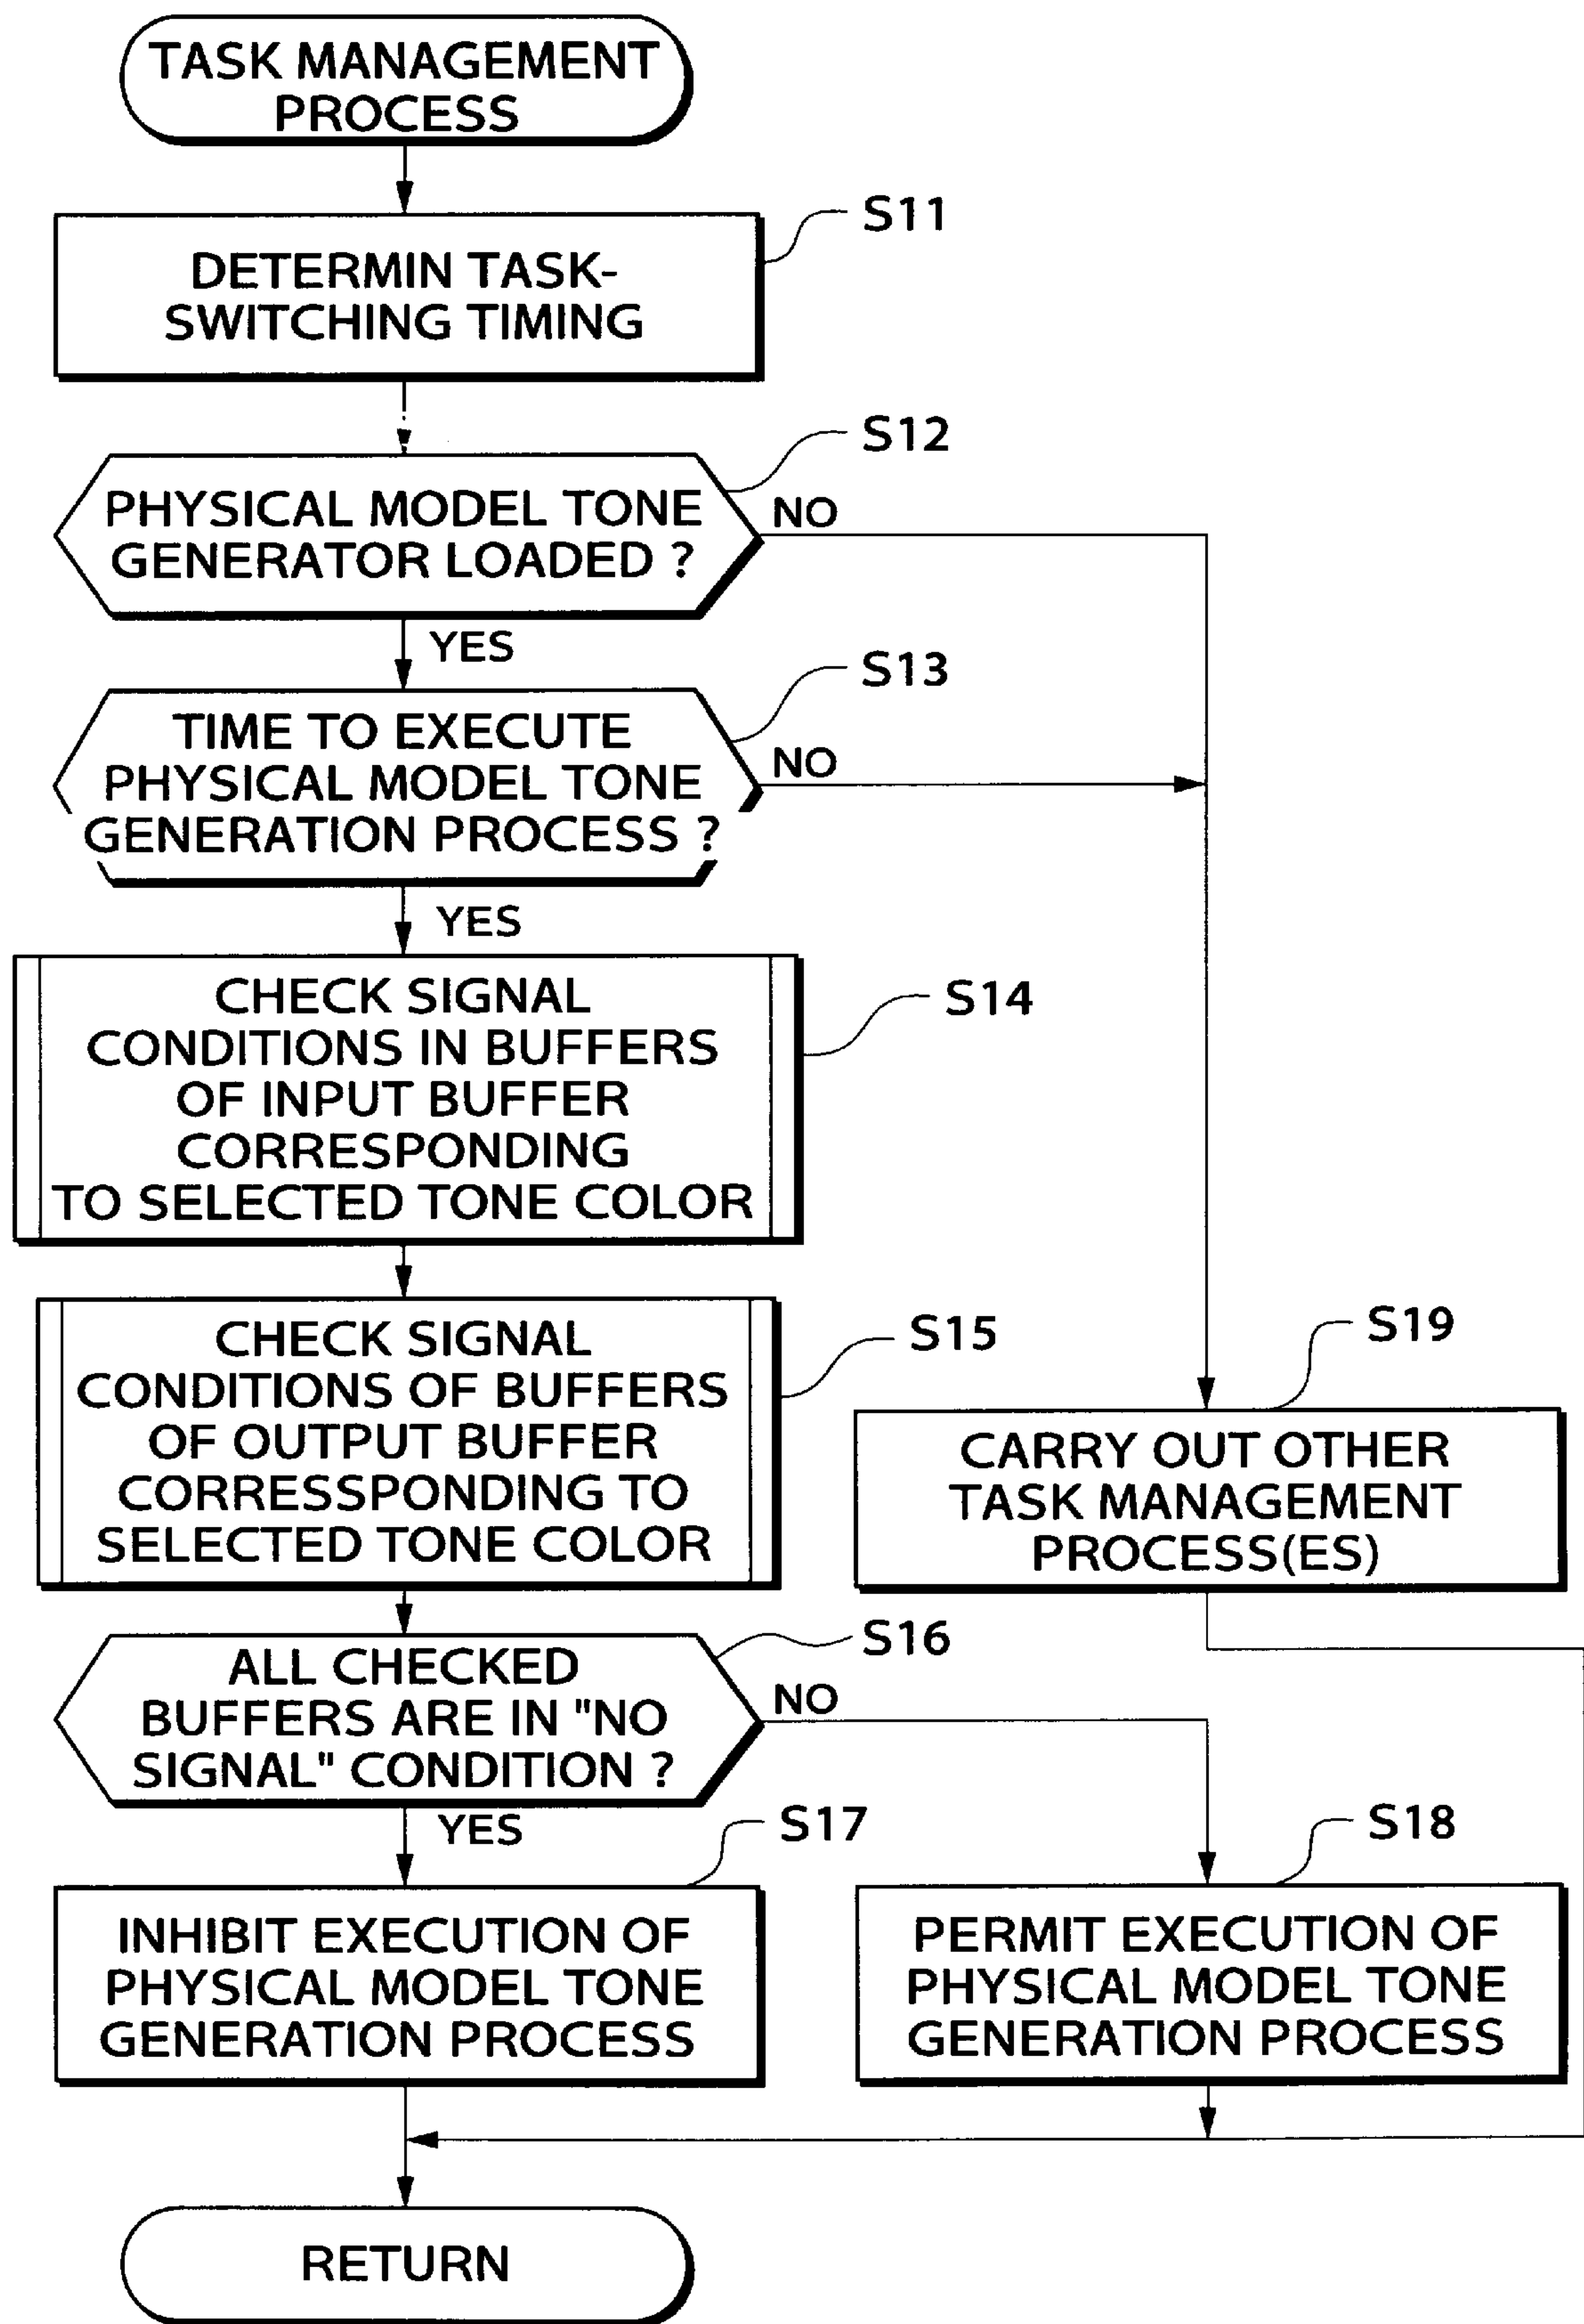 TASK MANAGEMENT
PROCESS
S11
DETERMIN TASK-
SWITCHING TIMING
S12
PHYSICAL MODEL TONE
GENERATOR LOADED ?
NO
YES
S13
TIME TO EXECUTE
PHYSICAL MODEL TONE
GENERATION PROCESS ?
NO
YES
S14
CHECK SIGNAL
CONDITIONS IN BUFFERS
OF INPUT BUFFER
CORRESPONDING
TO SELECTED TONE COLOR
S15
CHECK SIGNAL
CONDITIONS OF BUFFERS
OF OUTPUT BUFFER
CORRESSPONDING TO
SELECTED TONE COLOR
S19
CARRY OUT OTHER
TASK MANAGEMENT
PROCESS(ES)
S16
ALL CHECKED
BUFFERS ARE IN "NO
SIGNAL" CONDITION ?
NO
YES
S17
INHIBIT EXECUTION OF
PHYSICAL MODEL TONE
GENERATION PROCESS
S18
PERMIT EXECUTION OF
PHYSICAL MODEL TONE
GENERATION PROCESS
RETURN